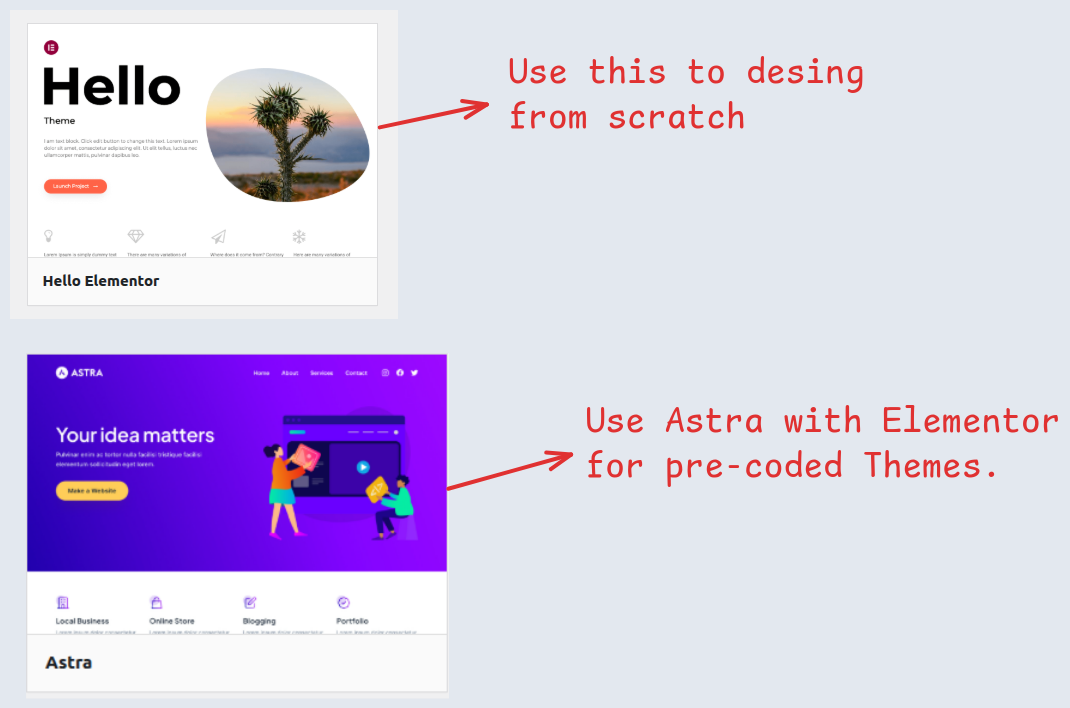 Hello
Theme
I am text block. Click edit button to change this text. Lorem ipsum
dolor sit amet, consectetur adipiscing elit. Ut elit tellus, luctus nec
ullamcorper mattis, pulvinar dapibus leo.
Launch Project →
Lorem Ipsum is simply dummy text
There are many variations of
Where does it come from? Contrary
Here are many variations of
Hello Elementor
Use this to desing
from scratch
ASTRA
Home About Services Contact
Your idea matters
Pulvinar enim ac tortor nulla facilisi tristique facilisi
elementum sollicitudin eget lorem.
Make a Website
Local Business
Online Store
Blogging
Portfolio
Astra
Use Astra with Elementor
for pre-coded Themes.